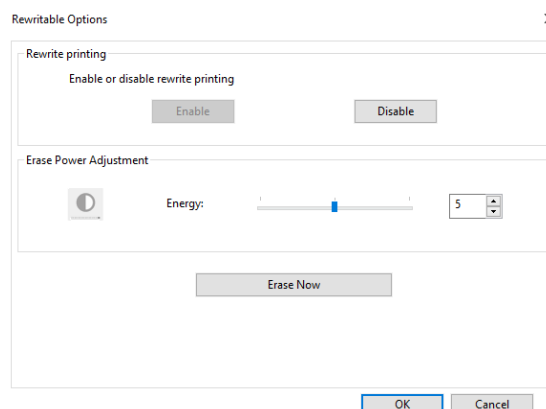 Rewritable Options
Rewrite printing
Enable or disable rewrite printing
Enable Disable
Erase Power Adjustment
Energy: 5
Erase Now
OK Cancel